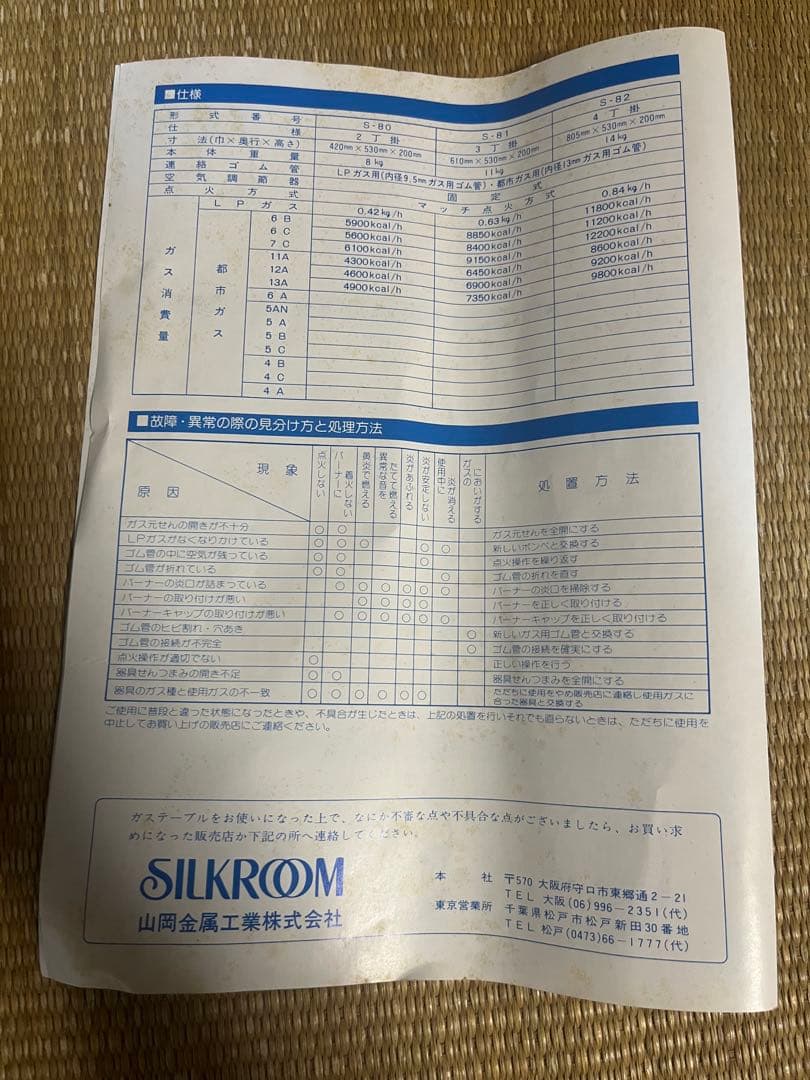 ■仕様
形式番号 S-80 S-81 S-82
仕様 2丁掛 3丁掛 4丁掛
寸法(巾×奥行×高さ) 420mm×530mm×200mm 610mm×530mm×200mm 805mm×530mm×200mm
本体重量 8kg 11kg 14kg
連絡ゴム管 LPガス用(内径9.5mmガス用ゴム管)・都市ガス用(内径13mmガス用ゴム管)
空気調節器 固定式
点火方式 マッチ点火方式
ガス消費量
LPガス 0.42kg/h 0.63kg/h 0.84kg/h
都市ガス
6B 5900kcal/h 8850kcal/h 11800kcal/h
6C 5600kcal/h 8400kcal/h 11200kcal/h
7C 6100kcal/h 9150kcal/h 12200kcal/h
11A 4300kcal/h 6450kcal/h 8600kcal/h
12A 4600kcal/h 6900kcal/h 9200kcal/h
13A 4900kcal/h 7350kcal/h 9800kcal/h
6A
5AN
5A
5B
5C
4B
4C
4A
■故障・異常の際の見分け方と処理方法
現象
原因
点火しない
バーナーに着火しない
黄炎で燃える
異常な音をたてて燃える
炎があふれる
炎が安定しない
使用中に炎が消える
ガスのにおいがする
処置方法
ガス元せんの開きが不十分 ○ ○ ガス元せんを全開にする
LPガスがなくなりかけている ○ ○ ○ ○ ○ 新しいボンベと交換する
ゴム管の中に空気が残っている ○ ○ ○ 点火操作を繰り返す
ゴム管が折れている ○ ○ ○ ゴム管の折れを直す
バーナーの炎口が詰まっている ○ ○ ○ ○ ○ ○ バーナーの炎口を掃除する
バーナーの取り付けが悪い ○ ○ ○ ○ バーナーを正しく取り付ける
バーナーキャップの取り付けが悪い ○ ○ ○ ○ ○ ○ バーナーキャップを正しく取り付ける
ゴム管のヒビ割れ・穴あき ○ 新しいガス用ゴム管と交換する
ゴム管の接続が不完全 ○ ゴム管の接続を確実にする
点火操作が適切でない ○ 正しい操作を行う
器具せんつまみの開き不足 ○ ○ 器具せんつまみを全開にする
器具のガス種と使用ガスの不一致 ○ ○ ○ ○ ○ ○ ただちに使用をやめ販売店に連絡し使用ガスに
合った器具と交換する
ご使用に普段と違った状態になったときや、不具合が生じたときは、上記の処置を行いそれでも直らないときは、ただちに使用を
中止してお買い上げの販売店にご連絡ください。
ガステーブルをお使いになった上で、なにか不審な点や不具合な点がございましたら、お買い求
めになった販売店か下記の所へ連絡してください。
SILKROOM
山岡金属工業株式会社
本社 〒570 大阪府守口市東郷通2-21
TEL 大阪(06)996-2351(代)
東京営業所 千葉県松戸市松戸新田30番地
TEL 松戸(0473)66-1777(代)